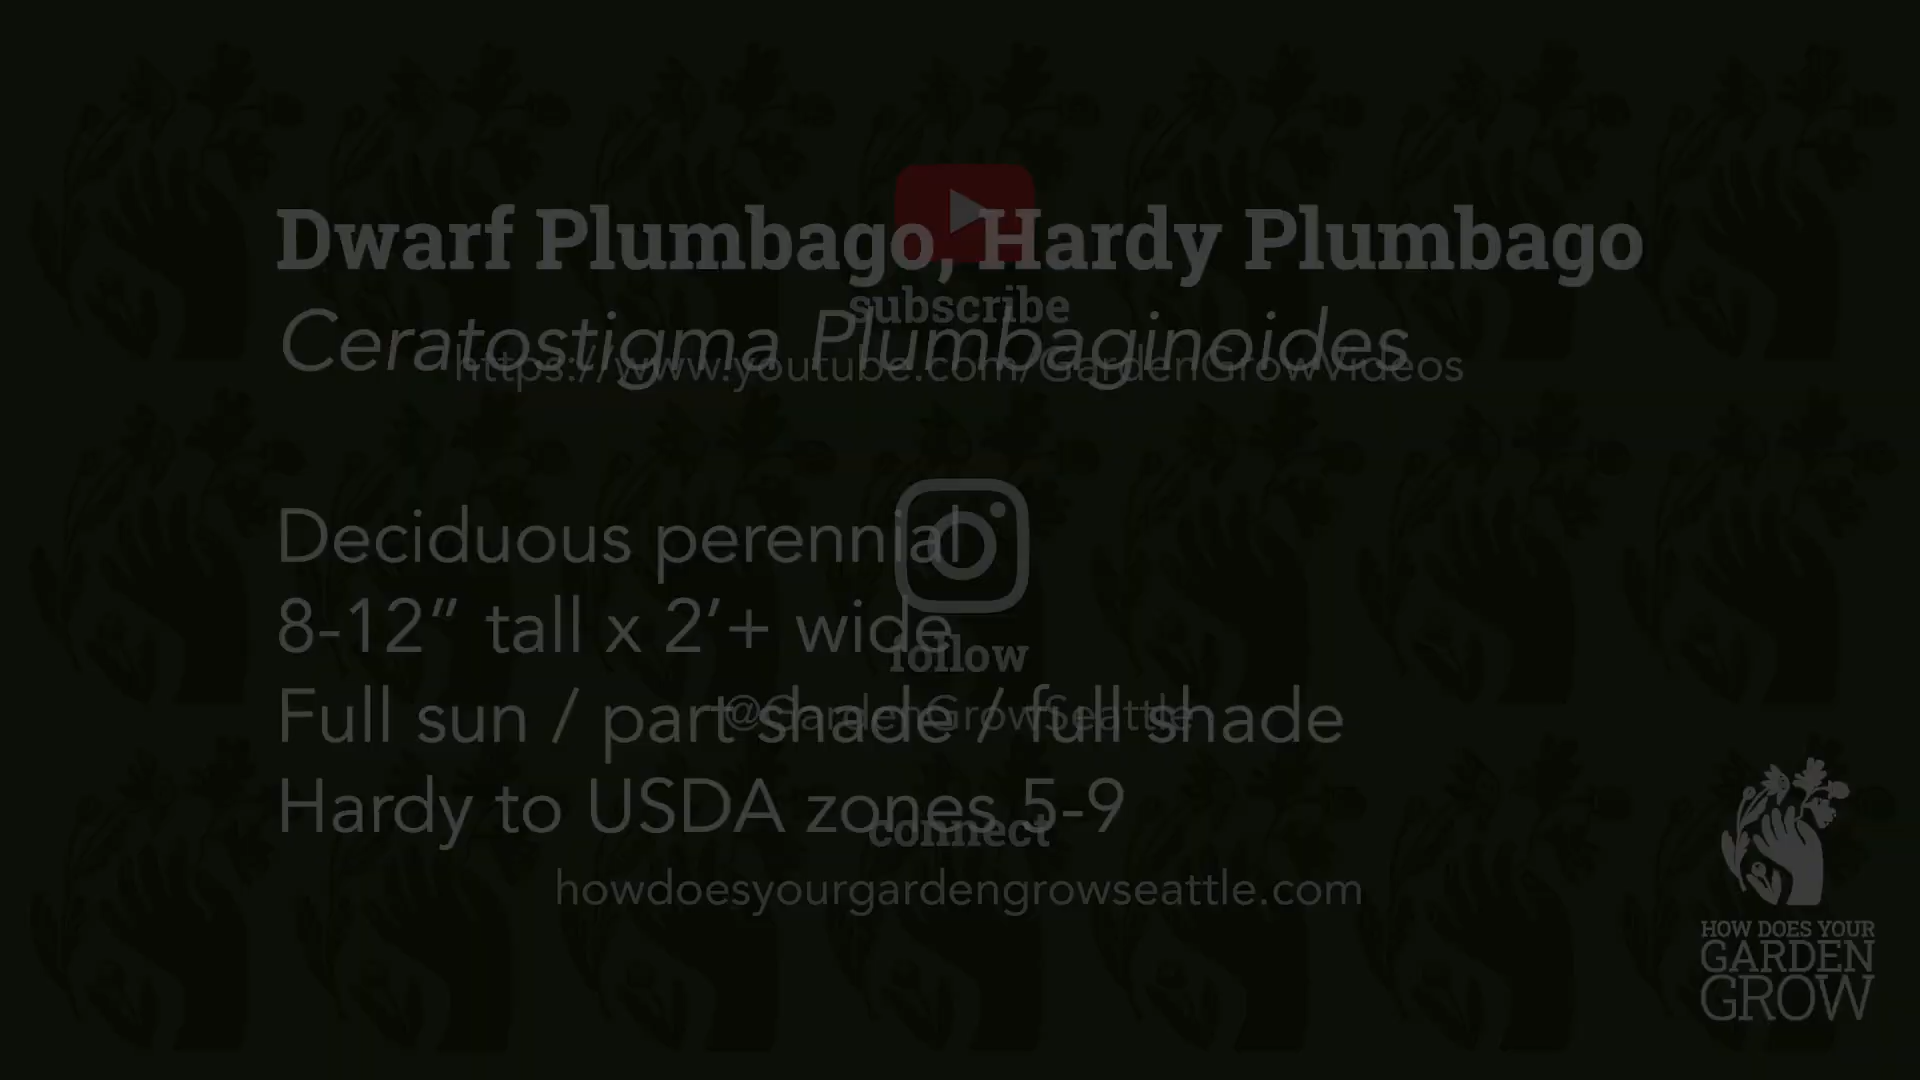 Dwarf Plumbago, Hardy Plumbago
subscribe
Ceratostigma Plumbaginoides
https://www.youtube.com/GardenGrowVideos
Deciduous perennial
8-12” tall x 2’+ wide
follow
Full sun / part shade / full shade
@GardenGrowSeattle
Hardy to USDA zones 5-9
connect
howdoesyourgardengrowseattle.com
HOW DOES YOUR
GARDEN
GROW